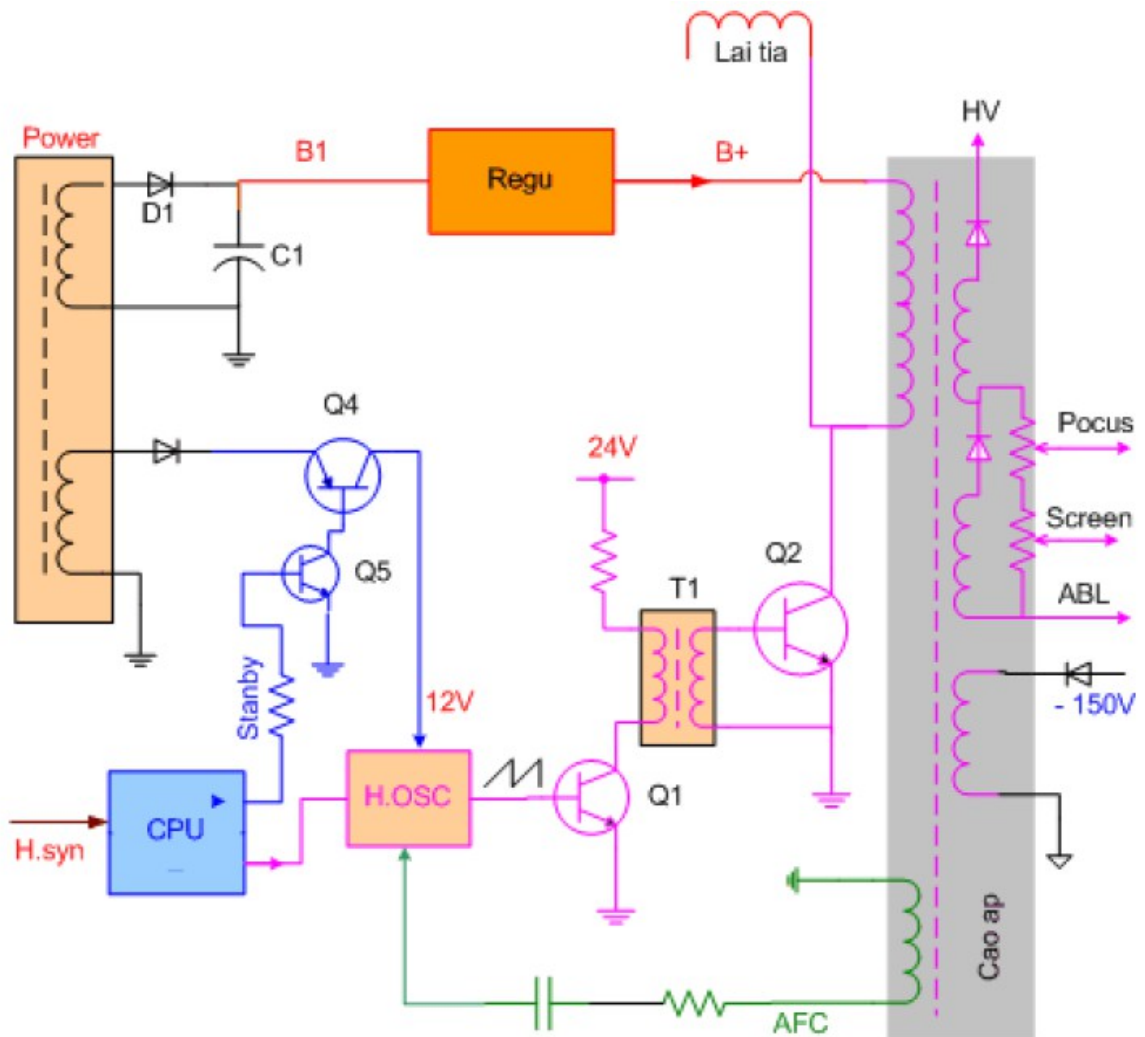 Lai tia
HV
Power
B1
Regu
B+
D1
C1
Q4
24V
Pocus
Screen
Q5
T1
Q2
ABL
Stanby
12V
- 150V
H.OSC
Q1
CPU
H.syn
Cao ap
AFC